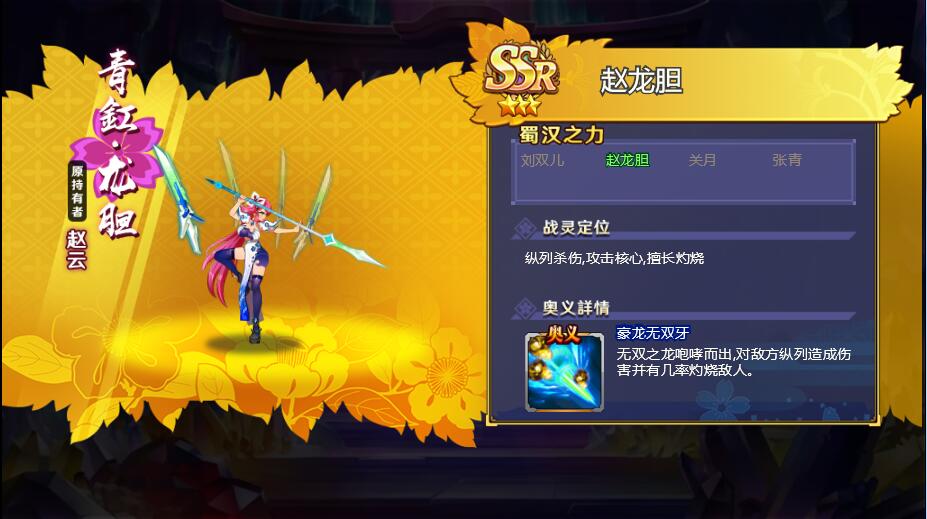 青釭·龙胆
原持有者
赵云
SSR
赵龙胆
蜀汉之力
刘双儿 赵龙胆 关月 张青
战灵定位
纵列杀伤,攻击核心,擅长灼烧
奥义詳情
奥义
豪龙无双牙
无双之龙咆哮而出,对敌方纵列造成伤
害并有几率灼烧敌人。